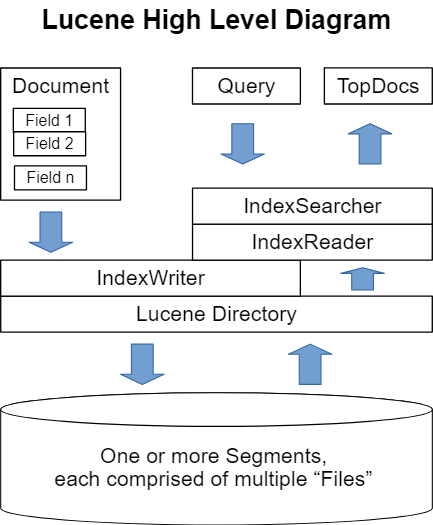 Lucene High Level Diagram
Document
Field 1
Field 2
Field n
Query
TopDocs
IndexSearcher
IndexReader
IndexWriter
Lucene Directory
One or more Segments,
each comprised of multiple “Files”